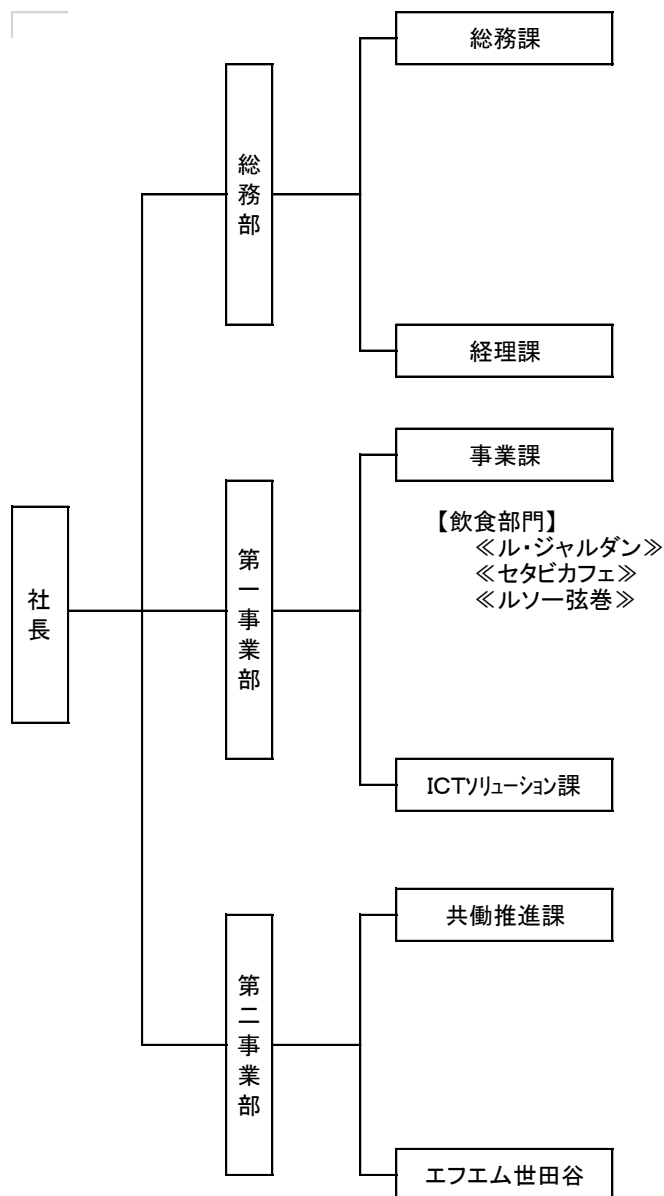 総務課
総務部
経理課
事業課
【飲食部門】
≪ル・ジャルダン≫
≪セタビカフェ≫
≪ルソー弦巻≫
社長
第一事業部
ICTソリューション課
共働推進課
第二事業部
エフエム世田谷